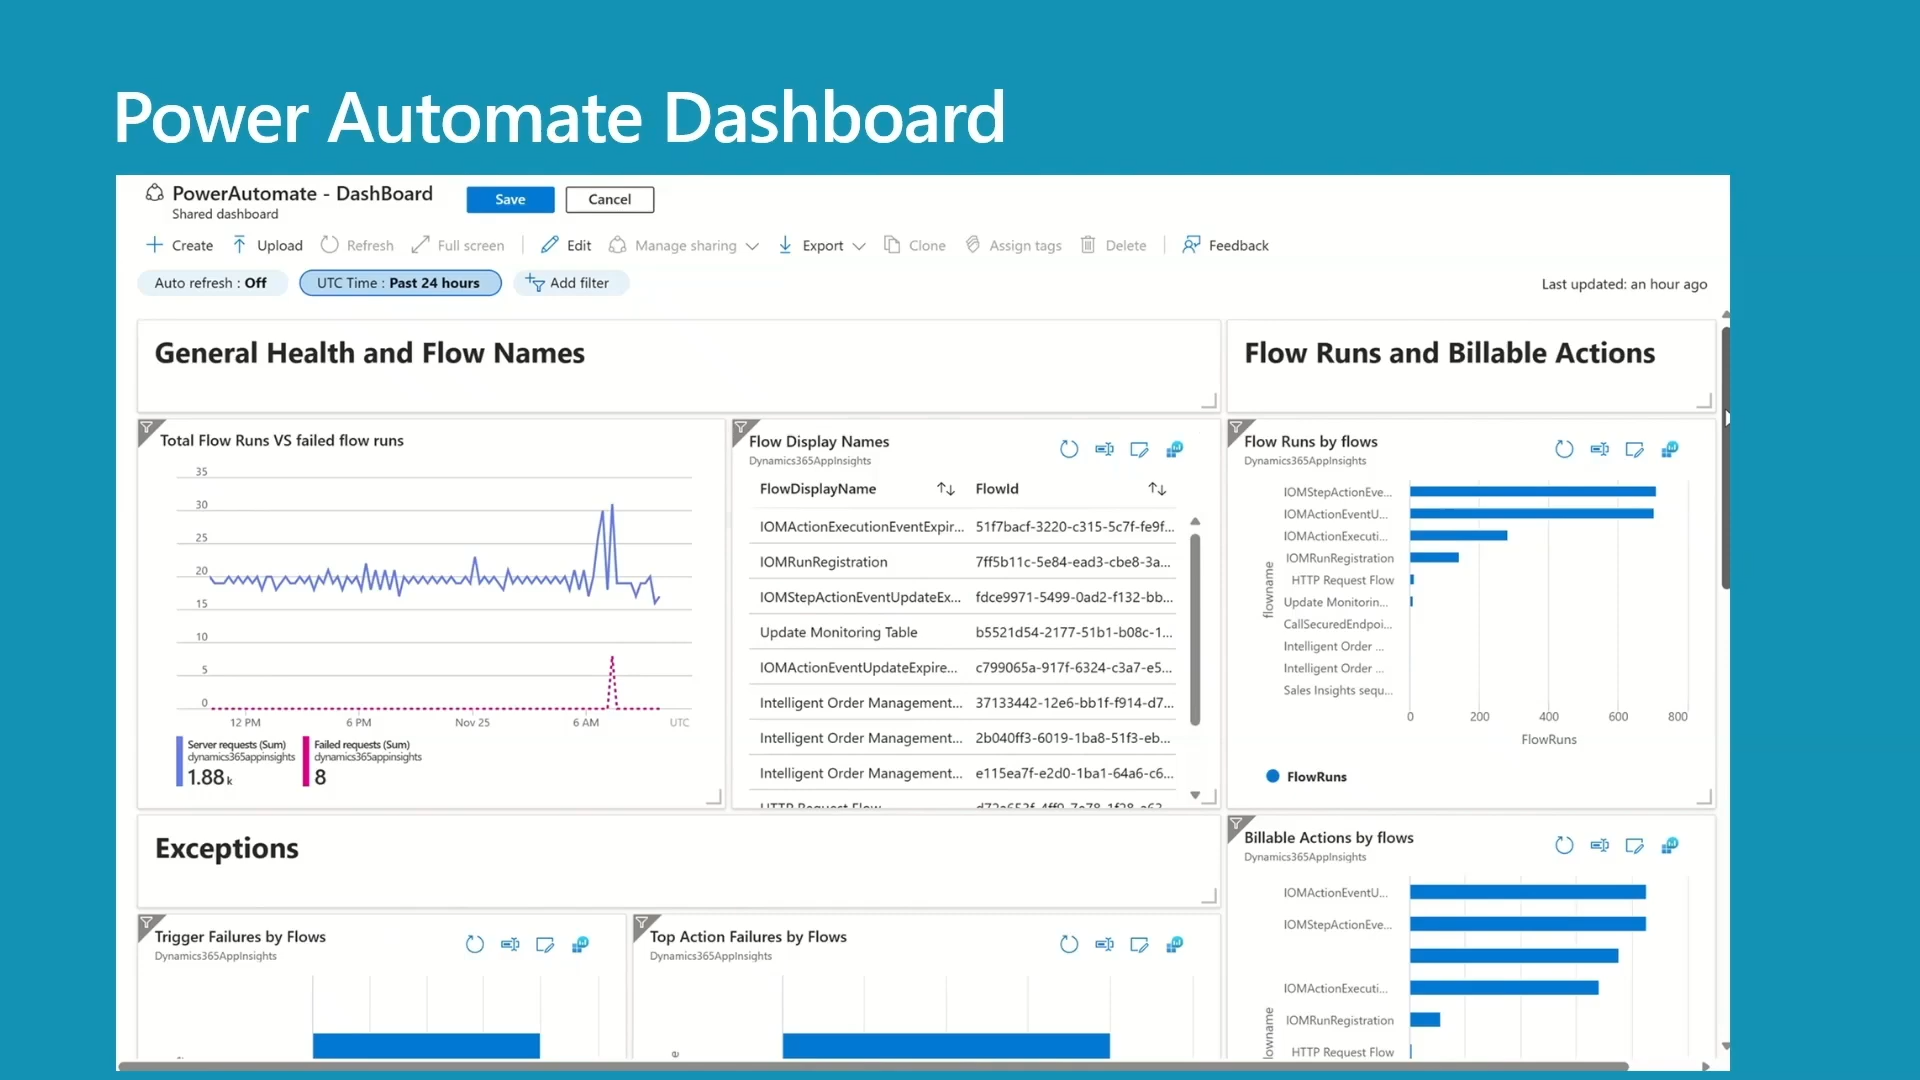 Power Automate Dashboard
PowerAutomate - DashBoard
Shared dashboard
Save
Cancel
Create
Upload
Refresh
Full screen
Edit
Manage sharing
Export
Clone
Assign tags
Delete
Feedback
Auto refresh : Off
UTC Time : Past 24 hours
Add filter
Last updated: an hour ago
General Health and Flow Names
Flow Runs and Billable Actions
Total Flow Runs VS failed flow runs
35
30
25
20
15
10
5
0
12 PM
6 PM
Nov 25
6 AM
UTC
Server requests (Sum)
dynamics365appinsights
1.88 k
Failed requests (Sum)
dynamics365appinsights
8
Flow Display Names
Dynamics365AppInsights
FlowDisplayName FlowId
IOMActionExecutionEventExpir... 51f7bacf-3220-c315-5c7f-fe9f...
IOMRunRegistration 7ff5b11c-5e84-ead3-cbe8-3a...
IOMStepActionEventUpdateEx... fdce9971-5499-0ad2-f132-bb...
Update Monitoring Table b5521d54-2177-51b1-b08c-1...
IOMActionEventUpdateExpire... c799065a-917f-6324-c3a7-e5...
Intelligent Order Management... 37133442-12e6-bb1f-f914-d7...
Intelligent Order Management... 2b040ff3-6019-1ba8-51f3-eb...
Intelligent Order Management... e115ea7f-e2d0-1ba1-64a6-c6...
HTTP Request Flow
Flow Runs by flows
Dynamics365AppInsights
flowname
IOMStepActionEve...
IOMActionEventU...
IOMActionExecuti...
IOMRunRegistration
HTTP Request Flow
Update Monitorin...
CallSecuredEndpoi...
Intelligent Order ...
Intelligent Order ...
Sales Insights sequ...
0
200
400
600
800
FlowRuns
FlowRuns
Exceptions
Trigger Failures by Flows
Dynamics365AppInsights
Top Action Failures by Flows
Dynamics365AppInsights
Billable Actions by flows
Dynamics365AppInsights
IOMActionEventU...
IOMStepActionEve...
IOMActionExecuti...
IOMRunRegistration
HTTP Request Flow